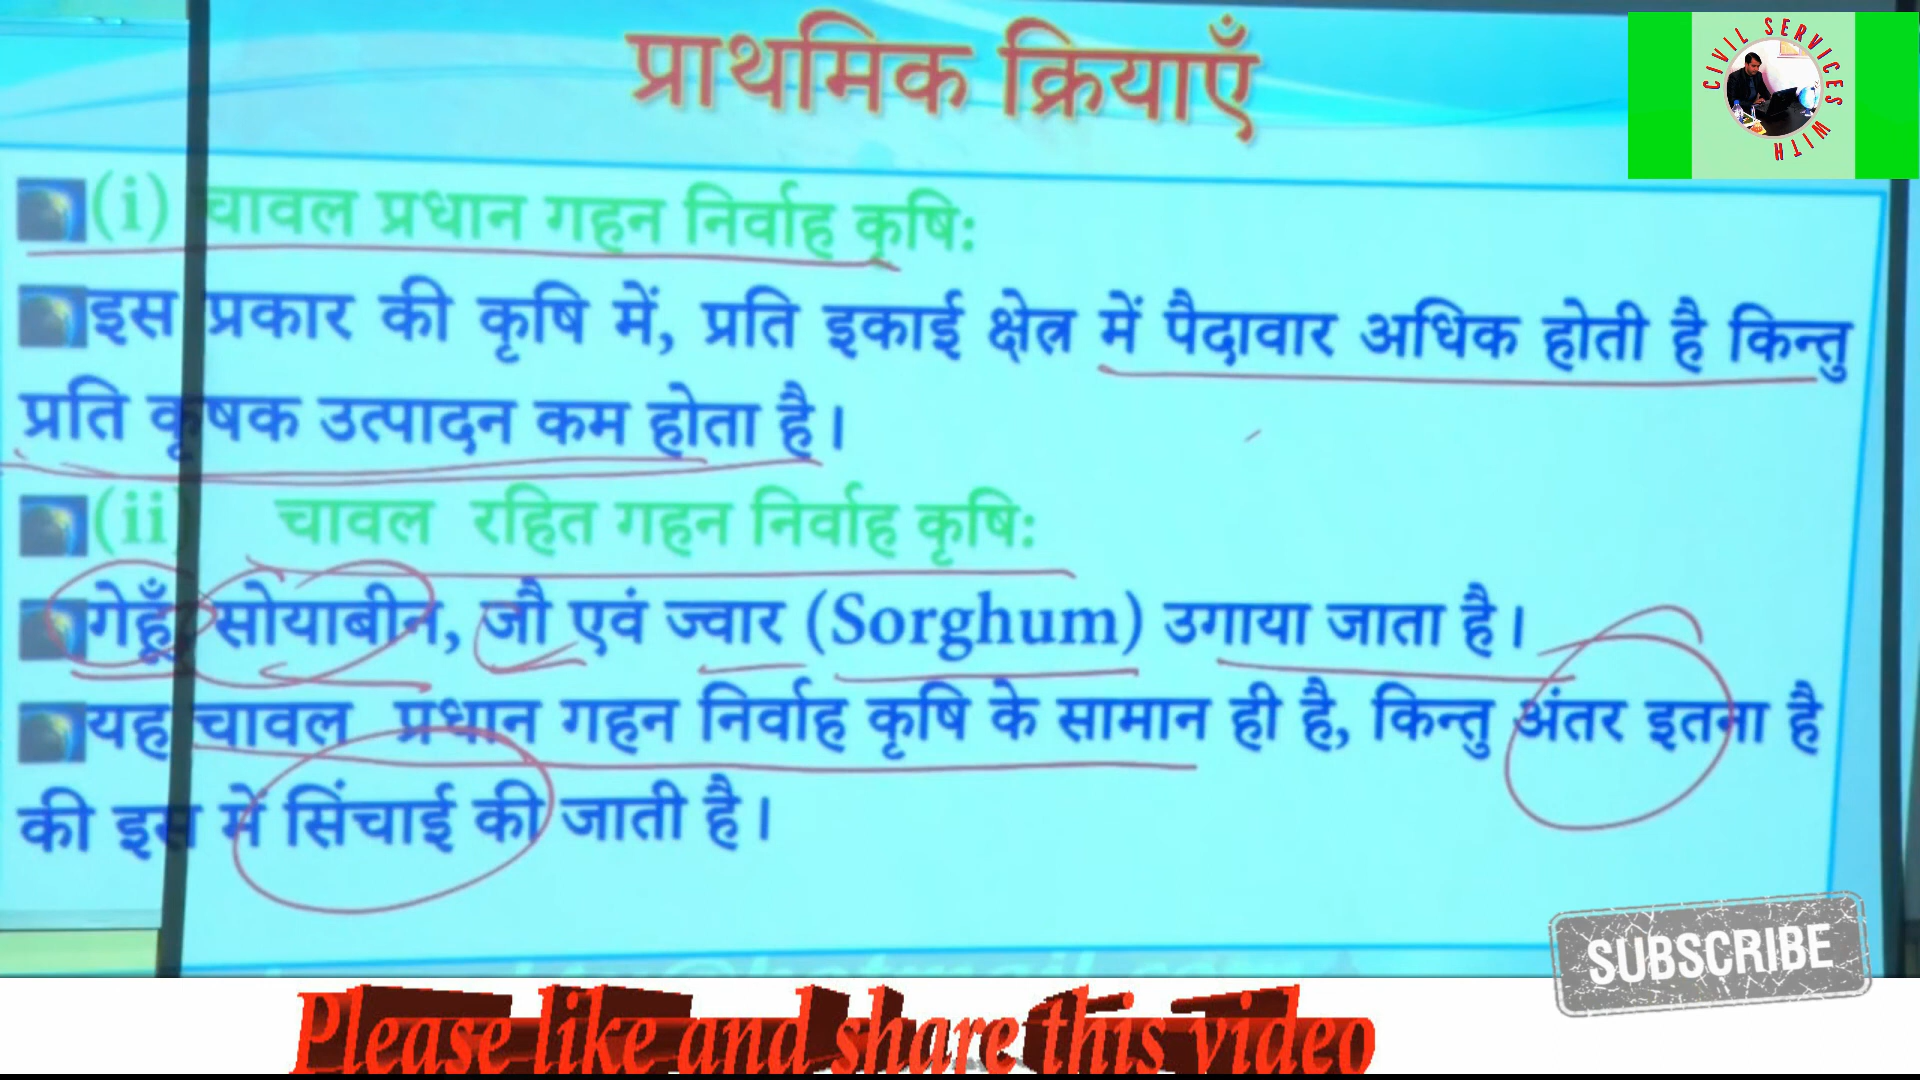 प्राथमिक क्रियाएँ
CIVIL SERVICES WITH
(i) चावल प्रधान गहन निर्वाह कृषि:
इस प्रकार की कृषि में, प्रति इकाई क्षेत्र में पैदावार अधिक होती है किन्तु
प्रति कृषक उत्पादन कम होता है।
(ii) चावल रहित गहन निर्वाह कृषि:
गेहूँ, सोयाबीन, जौ एवं ज्वार (Sorghum) उगाया जाता है।
यह चावल प्रधान गहन निर्वाह कृषि के सामान ही है, किन्तु अंतर इतना है
की इस में सिंचाई की जाती है।
SUBSCRIBE
Please like and share this video